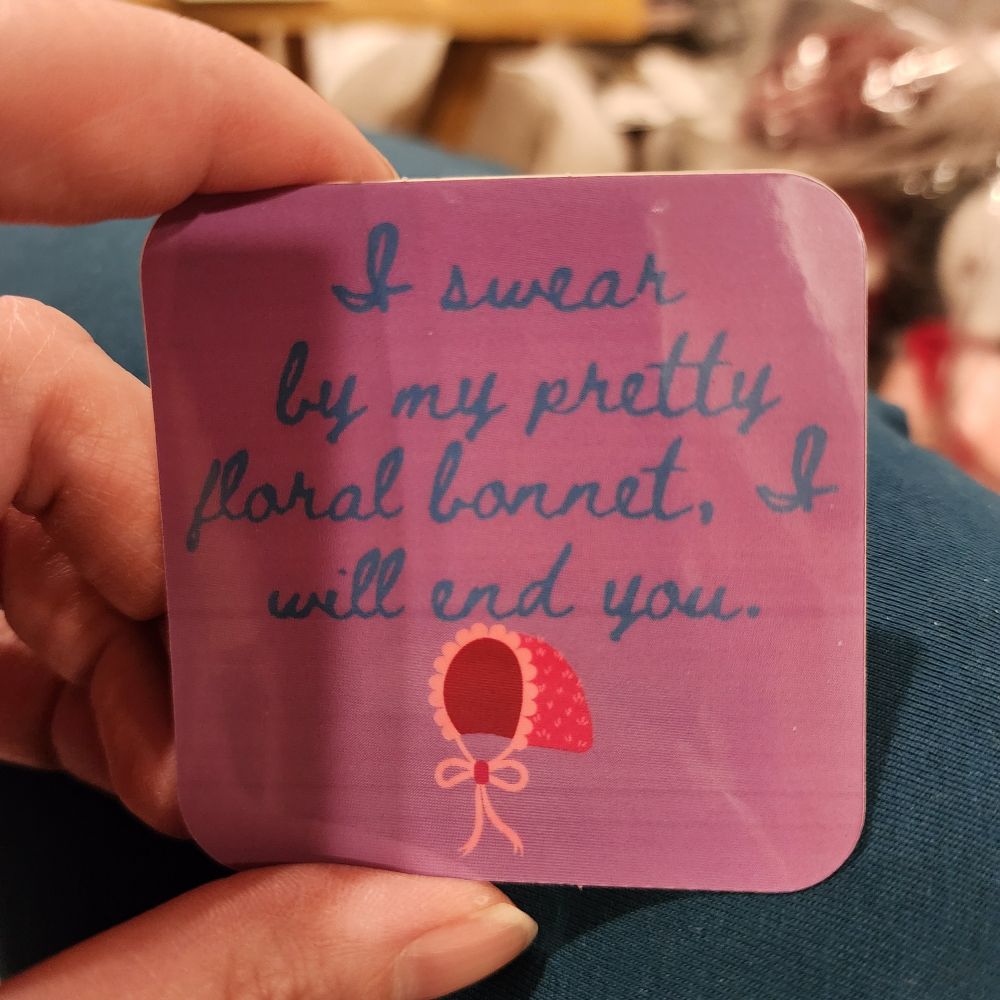 I swear
by my pretty
floral bonnet, I
will end you.